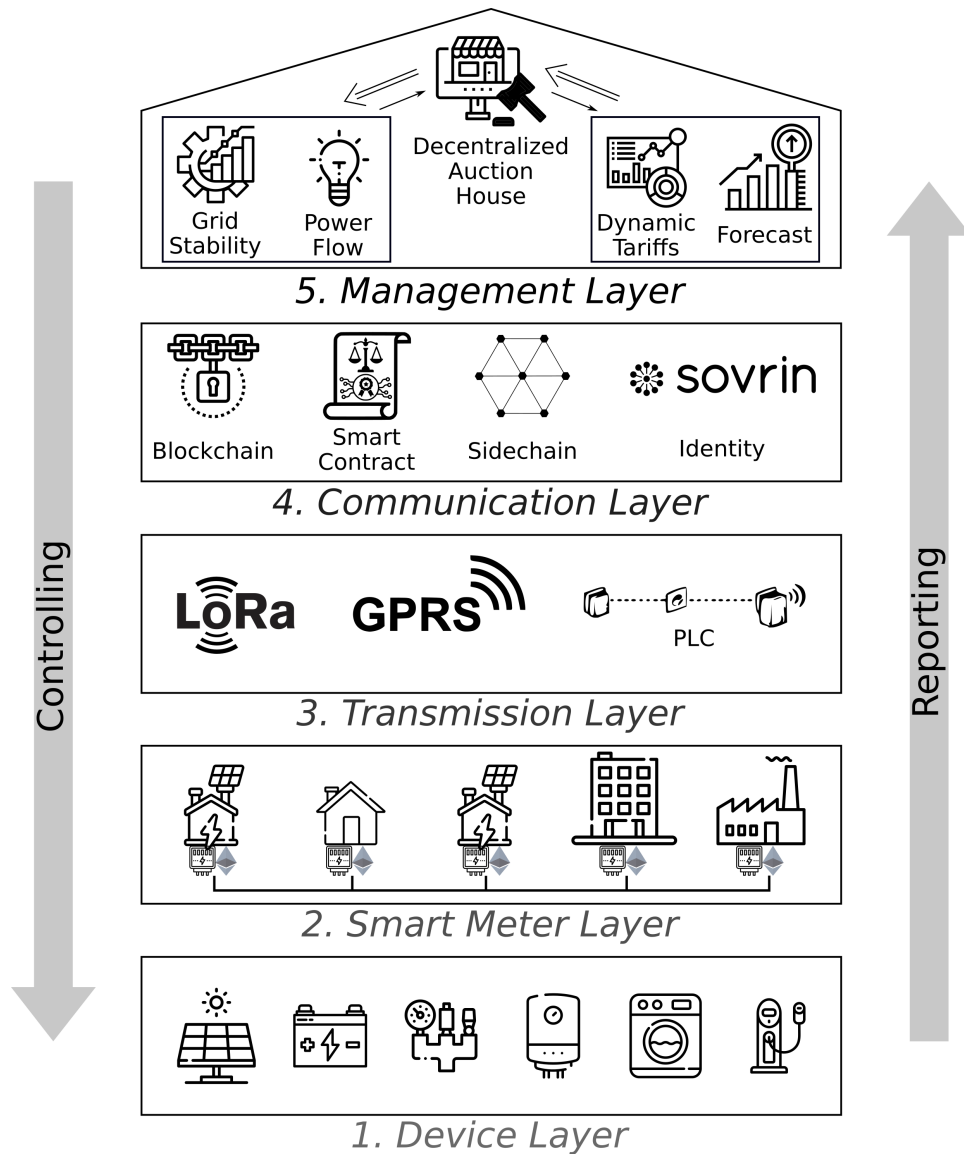 Decentralized
Auction
House
Grid
Stability
Power
Flow
Dynamic
Tariffs
Forecast
5. Management Layer
sovrin
Blockchain
Smart
Contract
Sidechain
Identity
4. Communication Layer
LoRa
GPRS
PLC
3. Transmission Layer
2. Smart Meter Layer
1. Device Layer
Controlling
Reporting